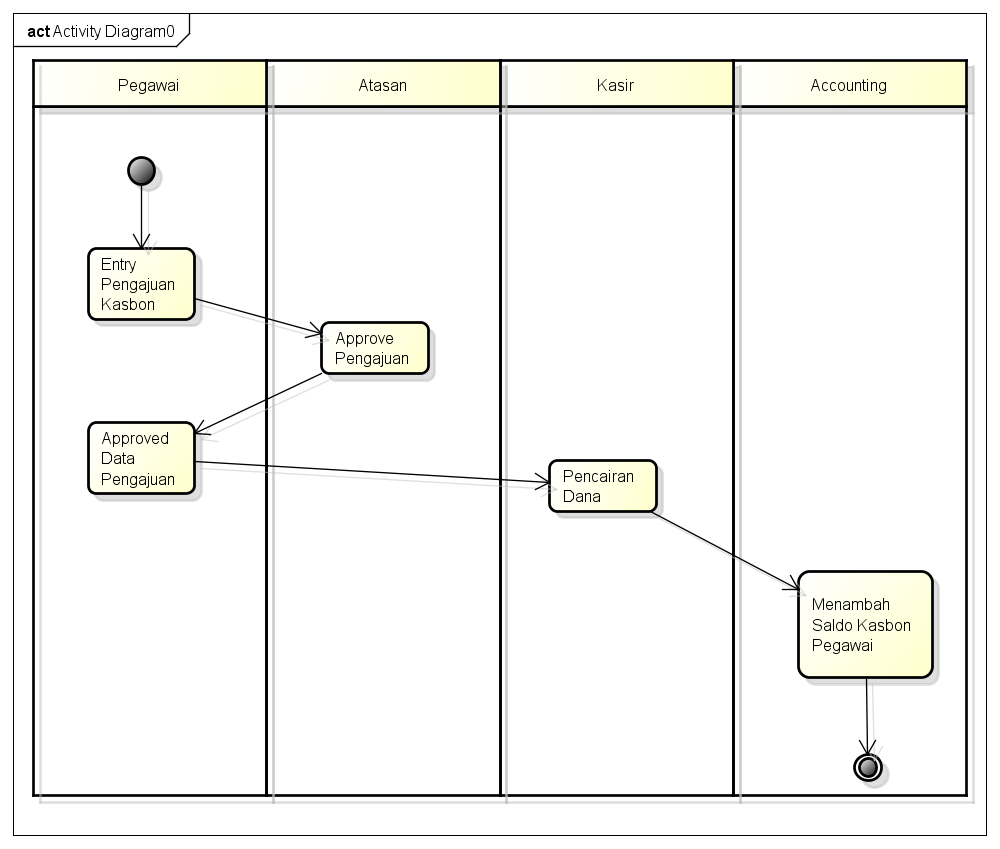 act Activity Diagram0
Pegawai
Atasan
Kasir
Accounting
Entry
Pengajuan
Kasbon
Approve
Pengajuan
Approved
Data
Pengajuan
Pencairan
Dana
Menambah
Saldo Kasbon
Pegawai